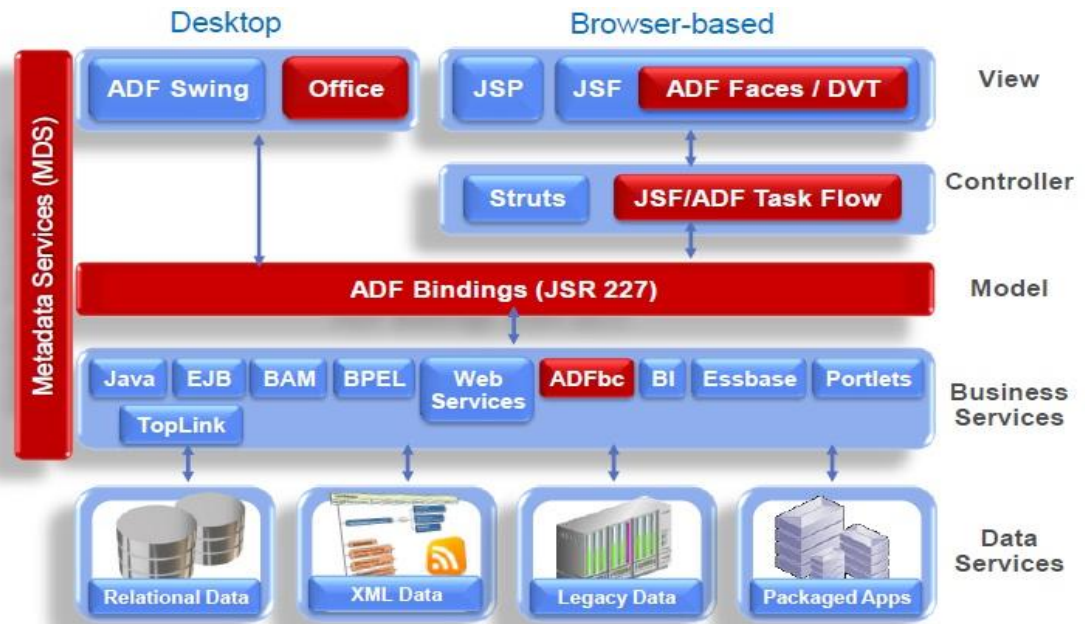 Desktop
Browser-based
Metadata Services (MDS)
ADF Swing
Office
JSP
JSF
ADF Faces / DVT
View
Struts
JSF/ADF Task Flow
Controller
ADF Bindings (JSR 227)
Model
Java
EJB
BAM
BPEL
Web
Services
ADFbc
BI
Essbase
Portlets
TopLink
Business
Services
Relational Data
XML Data
Legacy Data
Packaged Apps
Data
Services